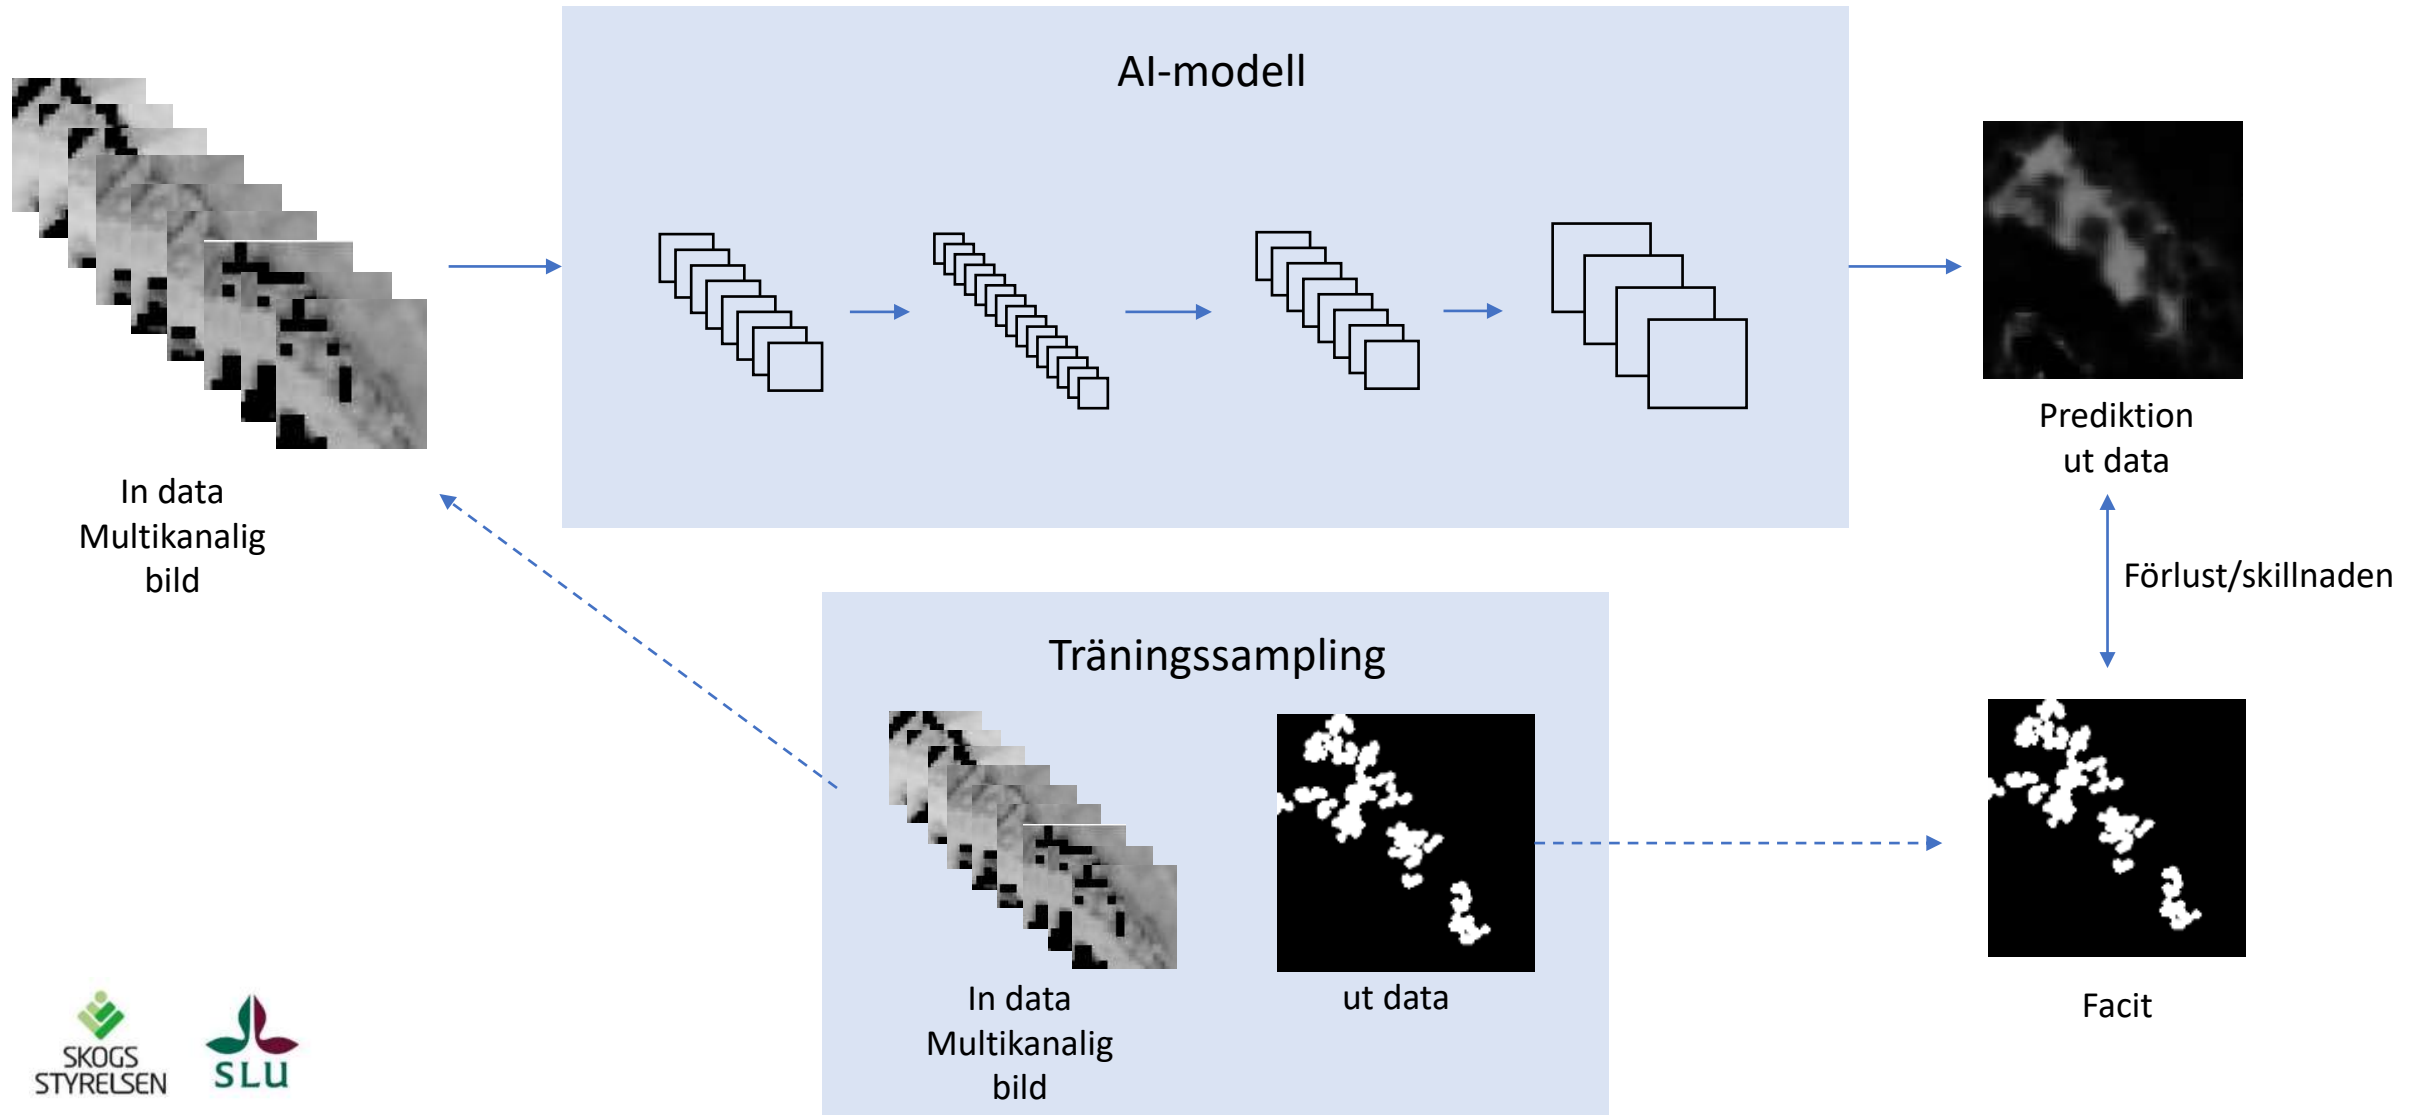 AI-modell
In data
Multikanalig
bild
Prediktion
ut data
Förlust/skillnaden
Träningssampling
In data
Multikanalig
bild
ut data
Facit
SKOGS
STYRELSEN
SLU